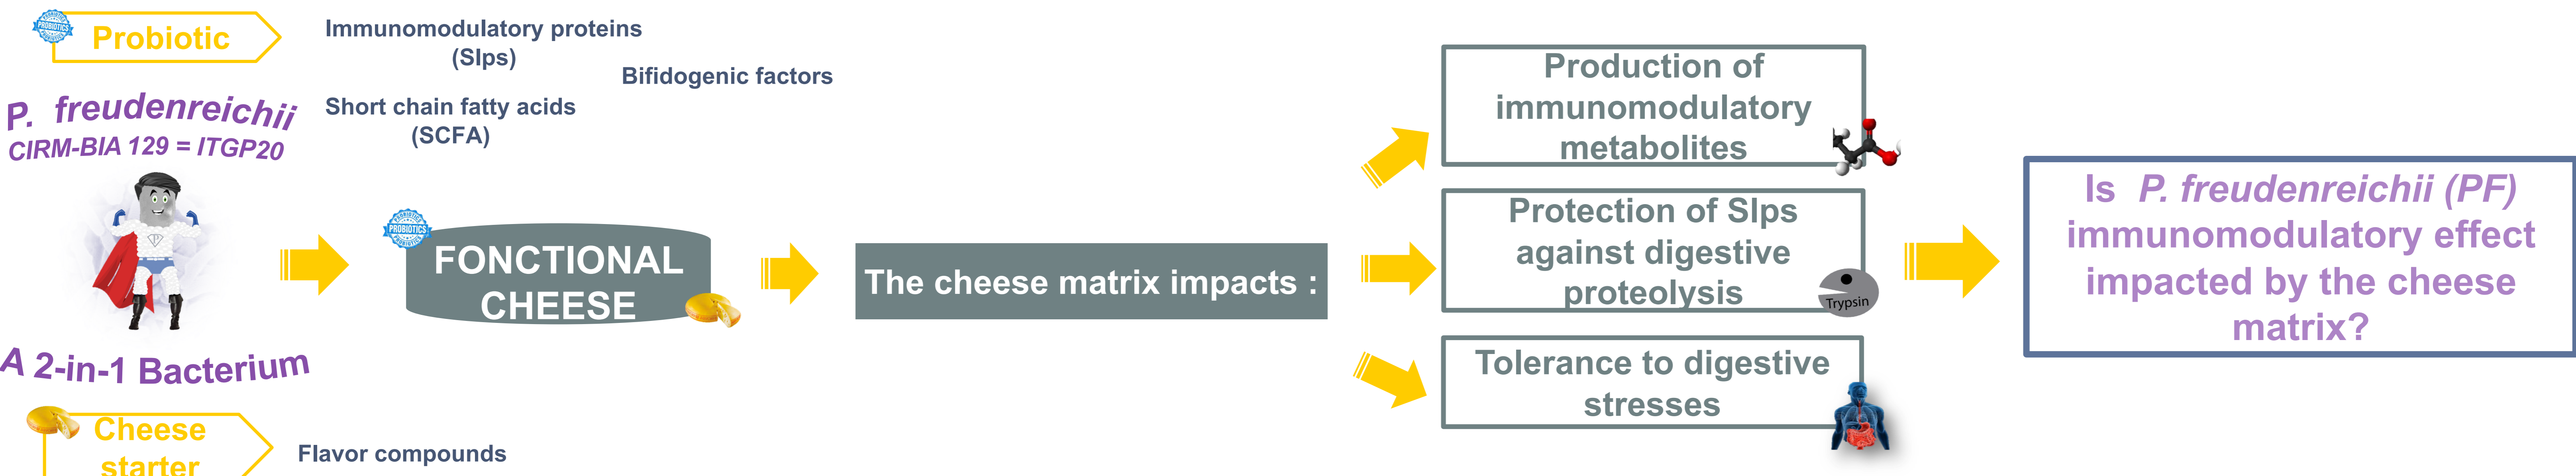 PROBIOTICS
Probiotic
Immunomodulatory proteins
(Slps)
Bifidogenic factors
Short chain fatty acids
(SCFA)
P. freudenreichii
CIRM-BIA 129 = ITGP20
A 2-in-1 Bacterium
Cheese
starter
Flavor compounds
PROBIOTICS
FONCTIONAL
CHEESE
The cheese matrix impacts :
Production of
immunomodulatory
metabolites
Protection of Slps
against digestive
proteolysis
Trypsin
Tolerance to digestive
stresses
Is P. freudenreichii (PF)
immunomodulatory effect
impacted by the cheese
matrix?